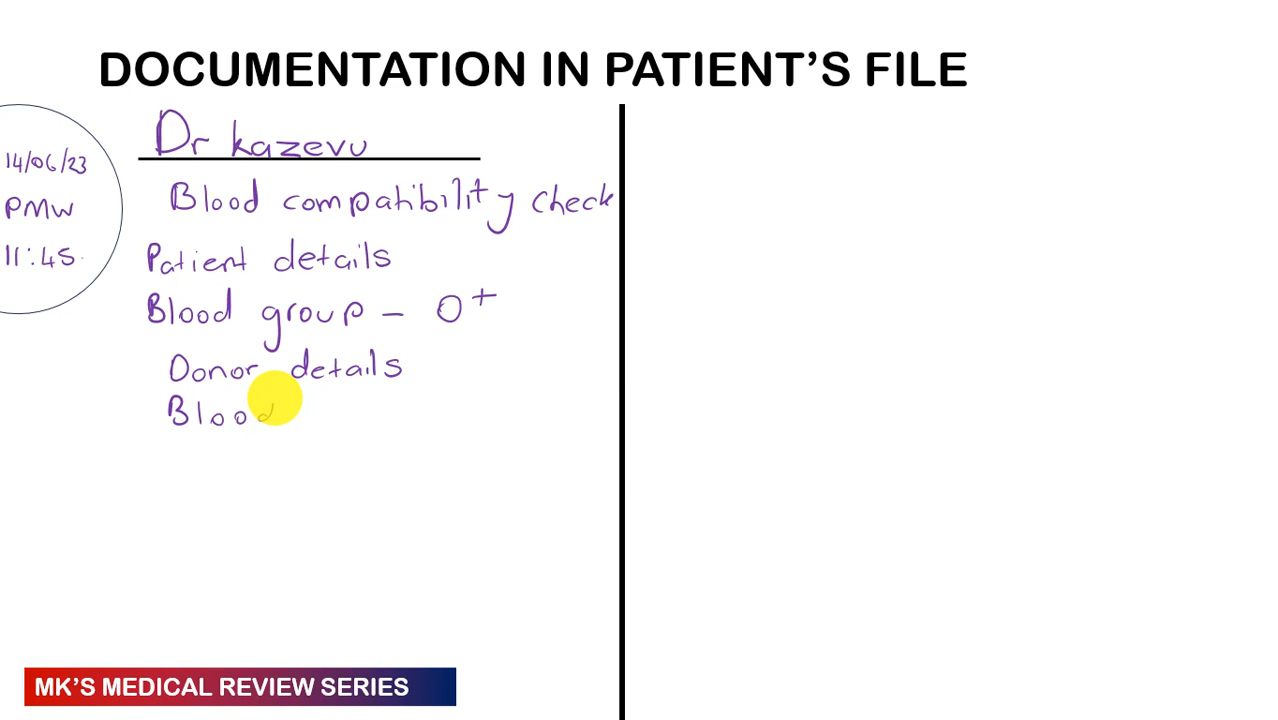 DOCUMENTATION IN PATIENT'S FILE
14/06/23
PMW
11:45
Dr kazevu
Blood compatibility check
Patient details
Blood group - O+
Donor details
Blood
MK'S MEDICAL REVIEW SERIES